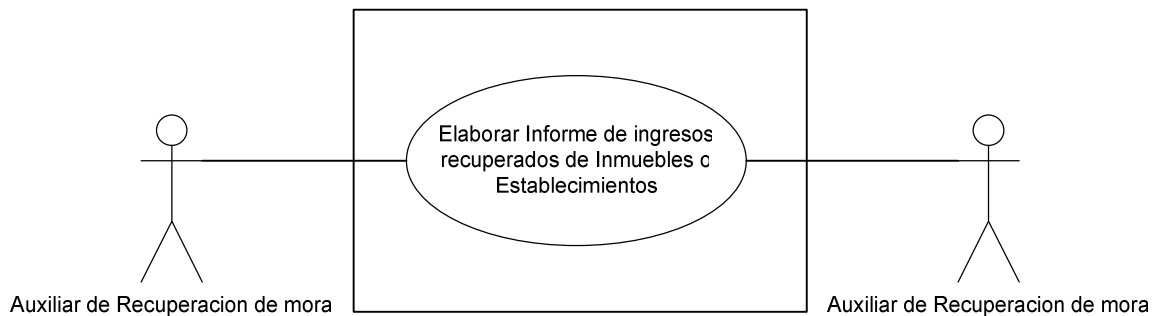 Elaborar Informe de ingresos
recuperados de Inmuebles o
Establecimientos
Auxiliar de Recuperacion de mora
Auxiliar de Recuperacion de mora